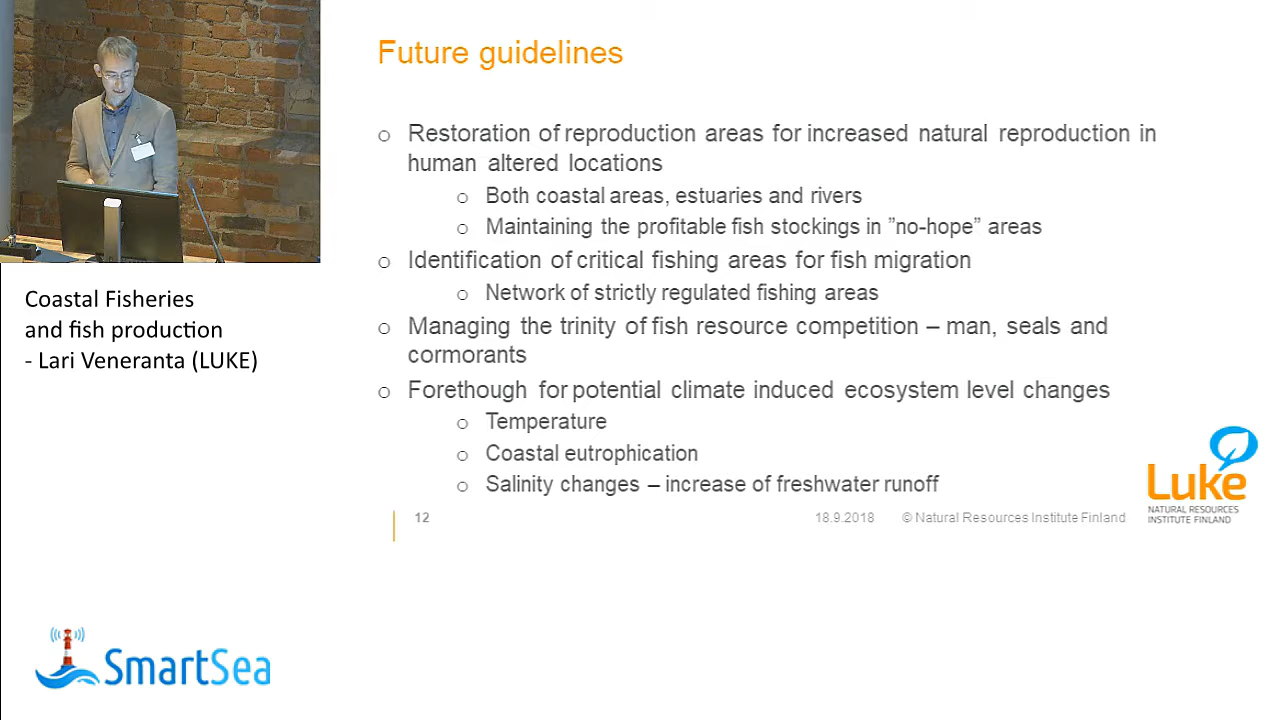 Future guidelines
Restoration of reproduction areas for increased natural reproduction in
human altered locations
Both coastal areas, estuaries and rivers
Maintaining the profitable fish stockings in ”no-hope” areas
Identification of critical fishing areas for fish migration
Network of strictly regulated fishing areas
Managing the trinity of fish resource competition – man, seals and
cormorants
Forethough for potential climate induced ecosystem level changes
Temperature
Coastal eutrophication
Salinity changes – increase of freshwater runoff
12
18.9.2018
© Natural Resources Institute Finland
Luke
NATURAL RESOURCES
INSTITUTE FINLAND
Coastal Fisheries
and fish production
- Lari Veneranta (LUKE)
SmartSea